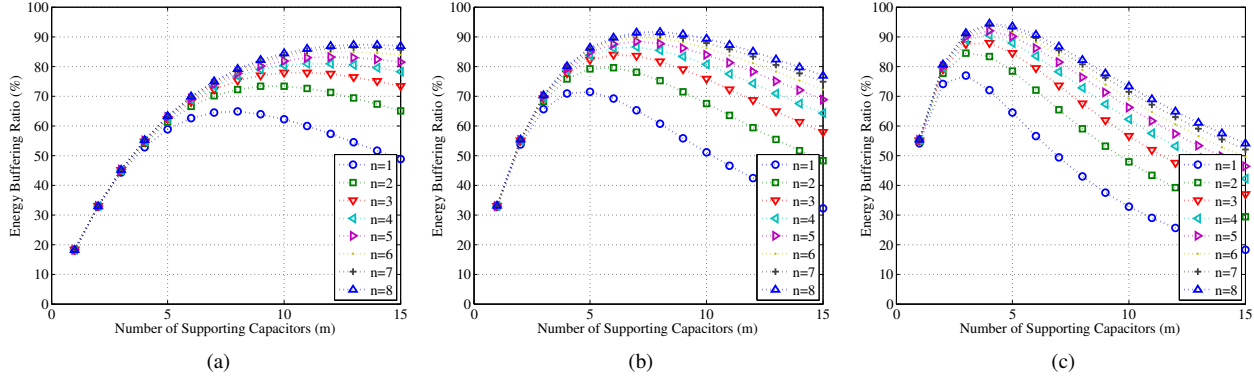 Energy Buffering Ratio (%)
100
90
80
70
60
50
40
30
20
10
0
0 5 10 15
Number of Supporting Capacitors (m)
n=1
n=2
n=3
n=4
n=5
n=6
n=7
n=8
(a)
Energy Buffering Ratio (%)
100
90
80
70
60
50
40
30
20
10
0
0 5 10 15
Number of Supporting Capacitors (m)
n=1
n=2
n=3
n=4
n=5
n=6
n=7
n=8
(b)
Energy Buffering Ratio (%)
100
90
80
70
60
50
40
30
20
10
0
0 5 10 15
Number of Supporting Capacitors (m)
n=1
n=2
n=3
n=4
n=5
n=6
n=7
n=8
(c)